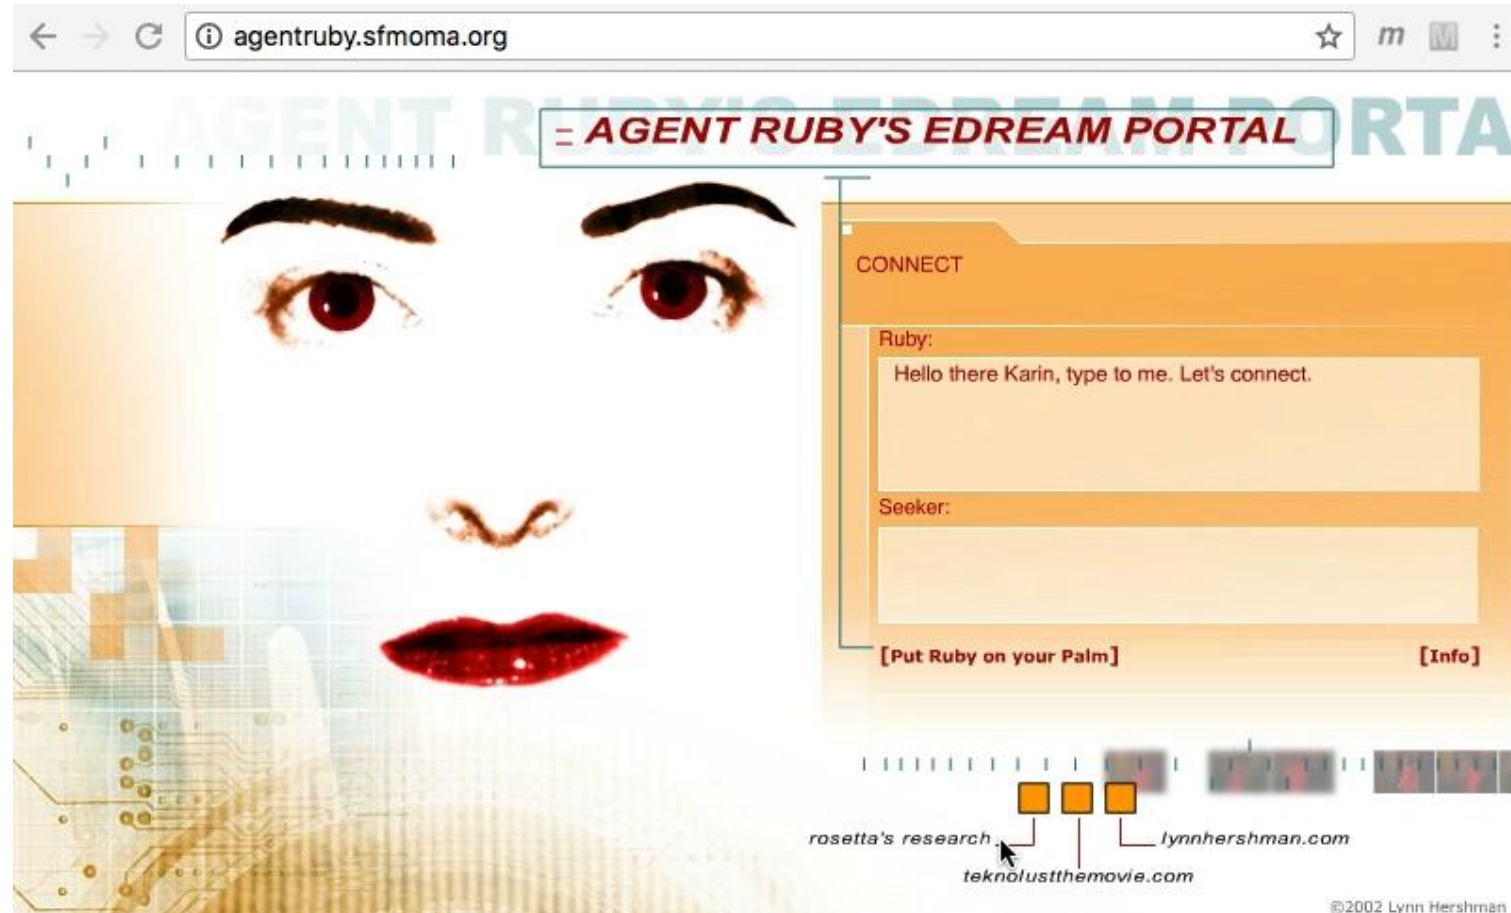 agentruby.sfmoma.org
m M
AGENT RUBY'S EDREAM PORTA
AGENT RUBY'S EDREAM PORTAL
CONNECT
Ruby:
Hello there Karin, type to me. Let's connect.
Seeker:
[Put Ruby on your Palm] [Info]
rosetta's research lynnhershman.com
teknolustthemovie.com
©2002 Lynn Hershman